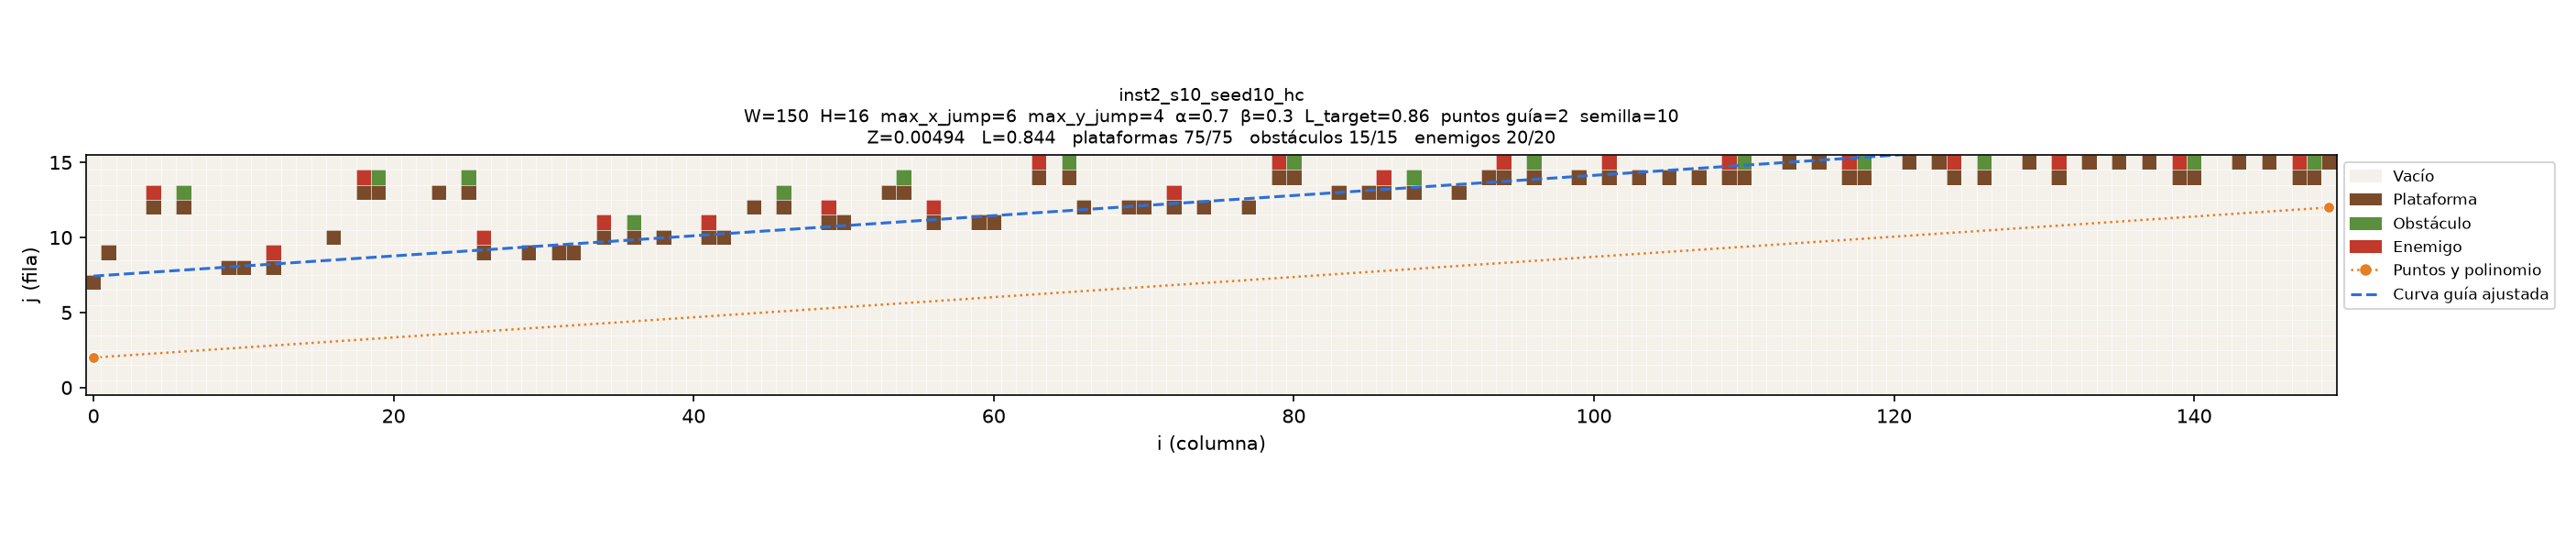 inst2_s10_seed10_hc
W=150  H=16  max_x_jump=6  max_y_jump=4  α=0.7  β=0.3  L_target=0.86  puntos guía=2  semilla=10
Z=0.00494   L=0.844   plataformas 75/75   obstáculos 15/15   enemigos 20/20
15
10
5
0
j (fila)
0 20 40 60 80 100 120 140
i (columna)
Vacío
Plataforma
Obstáculo
Enemigo
Puntos y polinomio
Curva guía ajustada